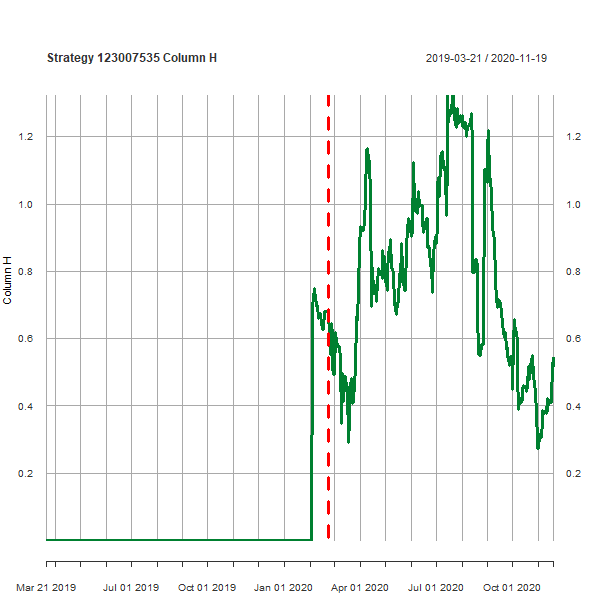 Strategy 123007535 Column H
2019-03-21 / 2020-11-19
1.2
1.2
1.0
1.0
0.8
0.8
Column H
0.6
0.6
0.4
0.4
0.2
0.2
Mar 21 2019
Jul 01 2019
Oct 01 2019
Jan 01 2020
Apr 01 2020
Jul 01 2020
Oct 01 2020